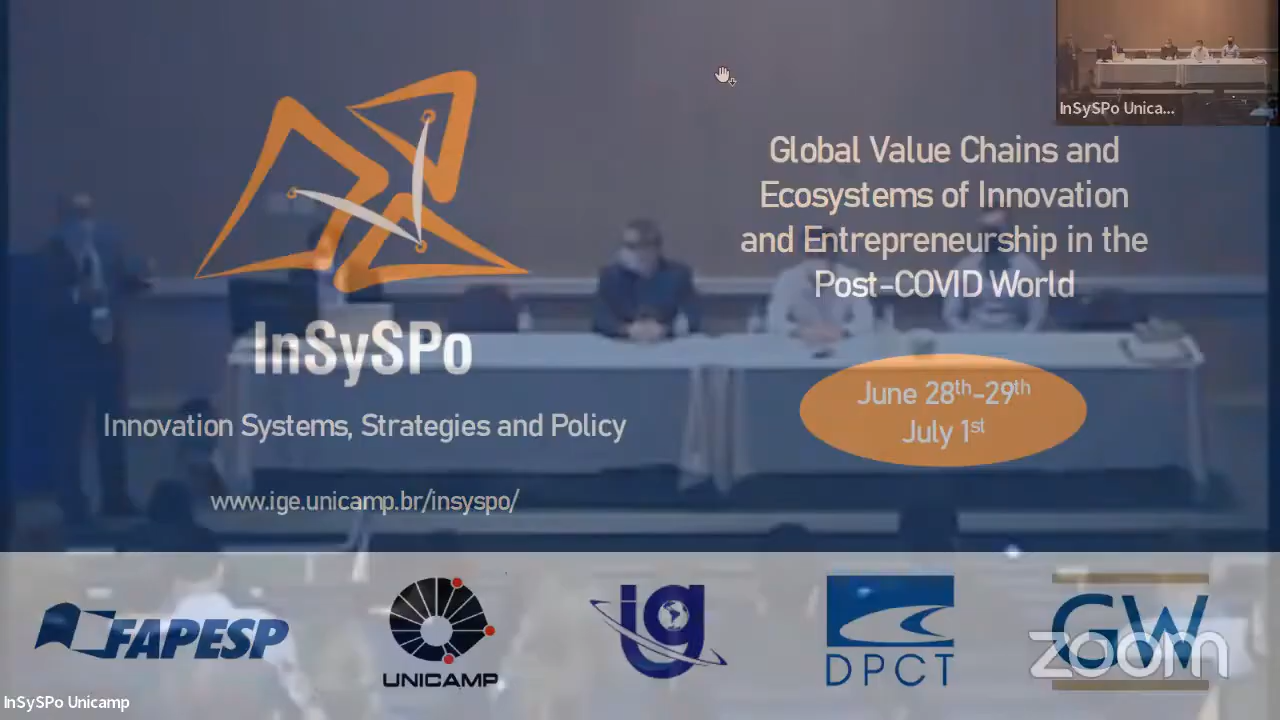 InSySPo Unica...
Global Value Chains and
Ecosystems of Innovation
and Entrepreneurship in the
Post-COVID World
InSySPo
June 28th-29th
July 1st
Innovation Systems, Strategies and Policy
www.ige.unicamp.br/insyspo/
FAPESP
UNICAMP
ig
DPCT
GW
zoom
InSySPo Unicamp